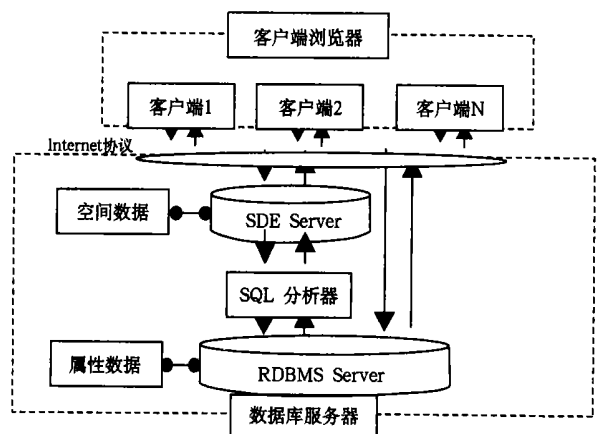 客户端浏览器
客户端1
客户端2
客户端N
Internet协议
空间数据
SDE Server
SQL 分析器
属性数据
RDBMS Server
数据库服务器